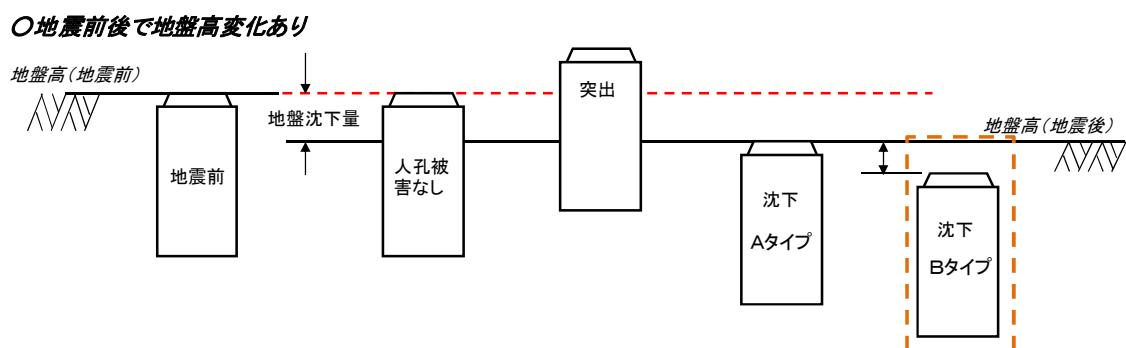 〇地震前後で地盤高変化あり
地盤高(地震前)
突出
地盤沈下量
地盤高(地震後)
地震前
人孔被
害なし
沈下
Aタイプ
沈下
Bタイプ